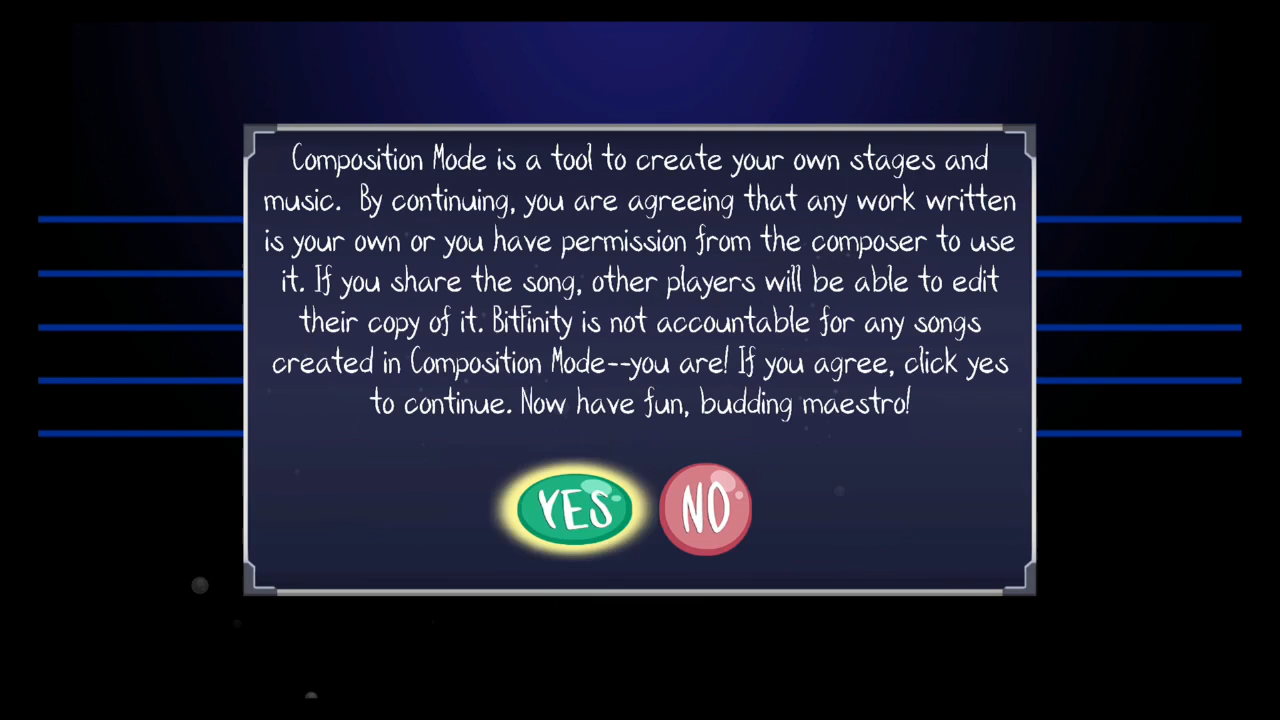 Composition Mode is a tool to create your own stages and
music.  By continuing, you are agreeing that any work written
is your own or you have permission from the composer to use
it. If you share the song, other players will be able to edit
their copy of it. BitFinity is not accountable for any songs
created in Composition Mode--you are! If you agree, click yes
to continue. Now have fun, budding maestro!
YES NO